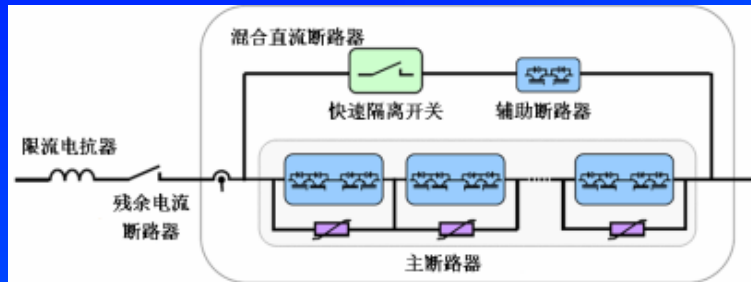 混合直流断路器
快速隔离开关
辅助断路器
限流电抗器
残余电流
断路器
主断路器